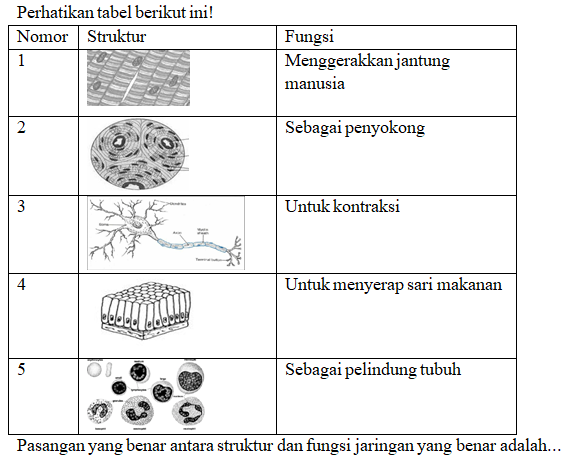 Perhatikan tabel berikut ini!
Nomor Struktur Fungsi
1 Menggerakkan jantung
manusia
2 Sebagai penyokong
3 Untuk kontraksi
4 Untuk menyerap sari makanan
5 Sebagai pelindung tubuh
Pasangan yang benar antara struktur dan fungsi jaringan yang benar adalah...